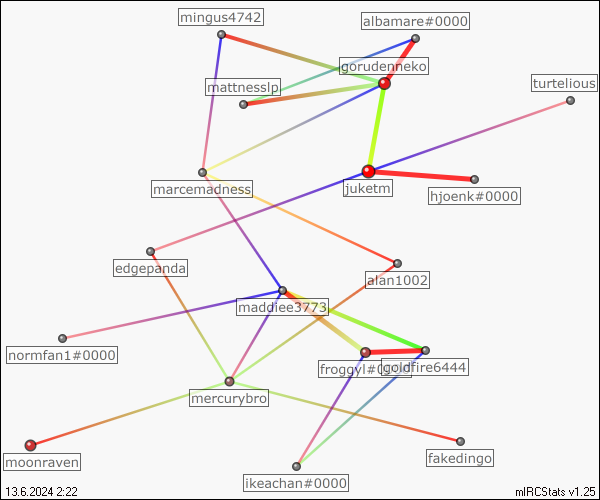 mingus4742
albamare#0000
gorudenneko
mattnesslp
turtelious
marcemadness
juketm
hjoenk#0000
edgepanda
alan1002
maddiee3773
normfan1#0000
froggyl#0000
goldfire6444
mercurybro
moonraven
fakedingo
ikeachan#0000
13.6.2024 2:22
mIRCStats v1.25